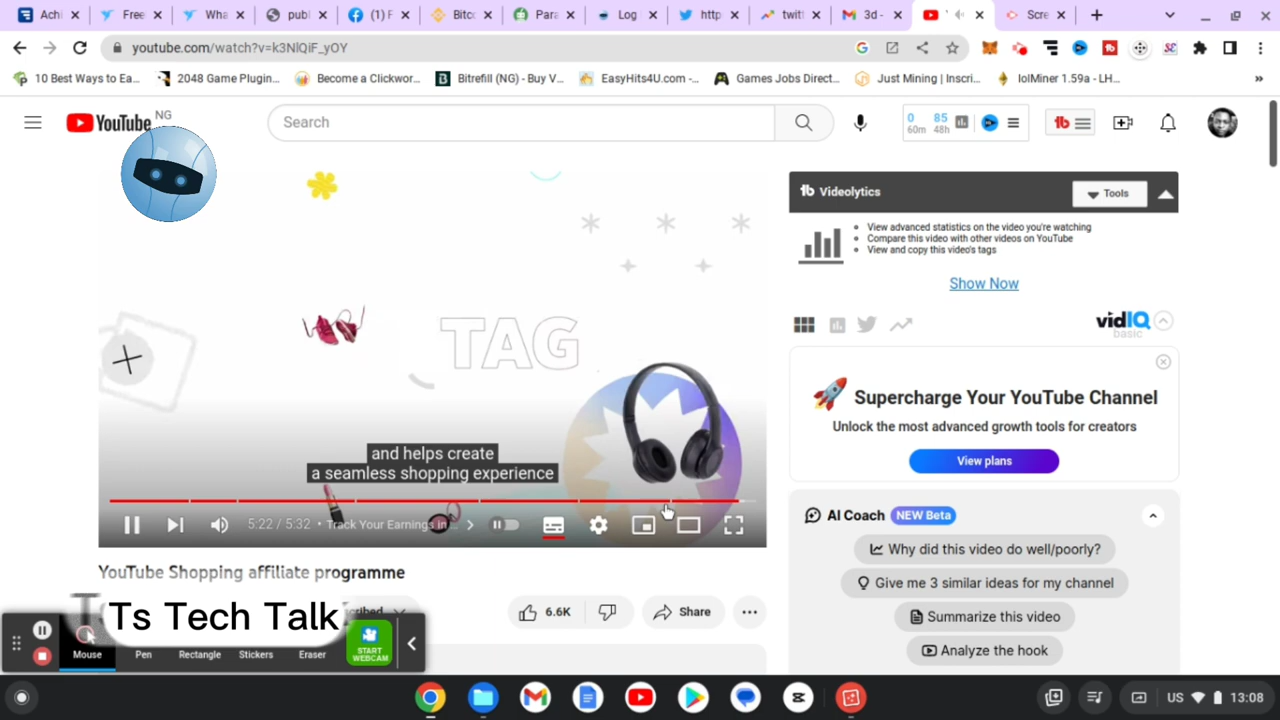 Achi
Free
Wha
publ
(1) F
Bitco
Para
Log
http
twitt
3d -
Scre
youtube.com/watch?v=k3NlQiF_yOY
10 Best Ways to Ea...
2048 Game Plugin...
Become a Clickwor...
Bitrefill (NG) - Buy V...
EasyHits4U.com -...
Games Jobs Direct...
Just Mining | Inscri...
lolMiner 1.59a - LH...
YouTube NG
Search
0 85
60m 48h
tb
tb Videolytics
Tools
View advanced statistics on the video you're watching
Compare this video with other videos on YouTube
View and copy this video's tags
Show Now
vidIQ
basic
Supercharge Your YouTube Channel
Unlock the most advanced growth tools for creators
View plans
AI Coach NEW Beta
Why did this video do well/poorly?
Give me 3 similar ideas for my channel
Summarize this video
Analyze the hook
TAG
and helps create
a seamless shopping experience
5:22 / 5:32 • Track Your Earnings in...
YouTube Shopping affiliate programme
6.6K
Share
Ts Tech Talk
Mouse
Pen
Rectangle
Stickers
Eraser
START
WEBCAM
US
13:08